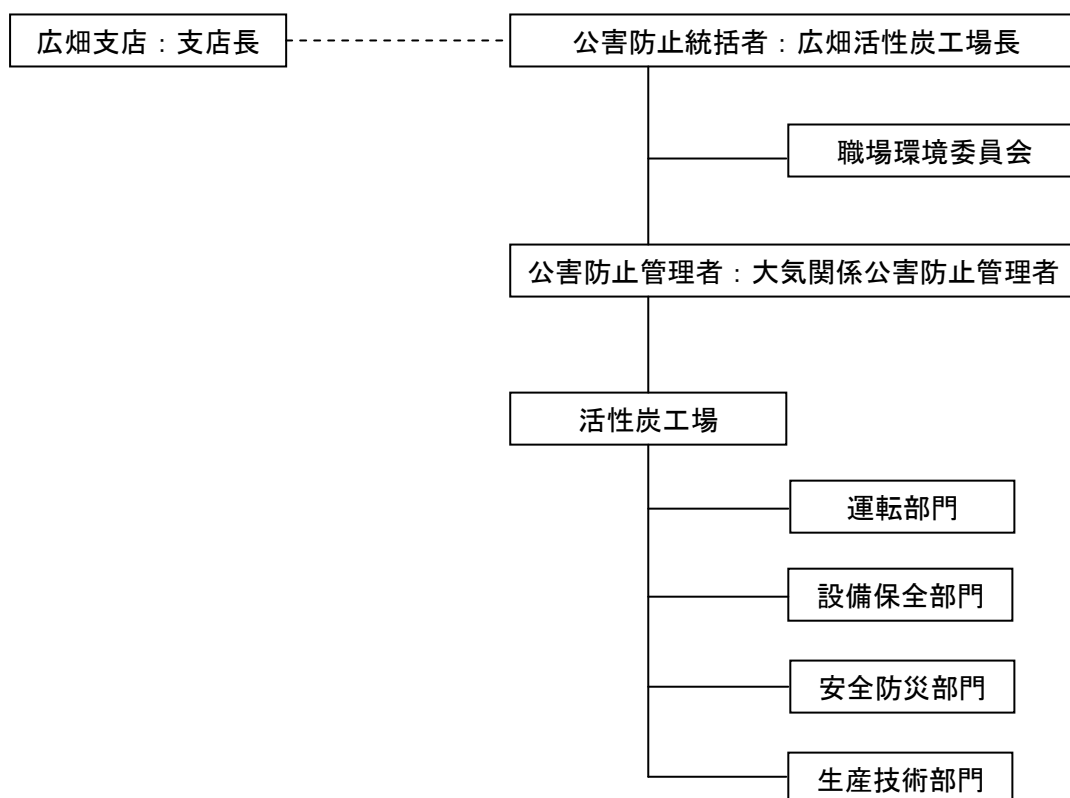 広畑支店：支店長
公害防止統括者：広畑活性炭工場長
職場環境委員会
公害防止管理者：大気関係公害防止管理者
活性炭工場
運転部門
設備保全部門
安全防災部門
生産技術部門